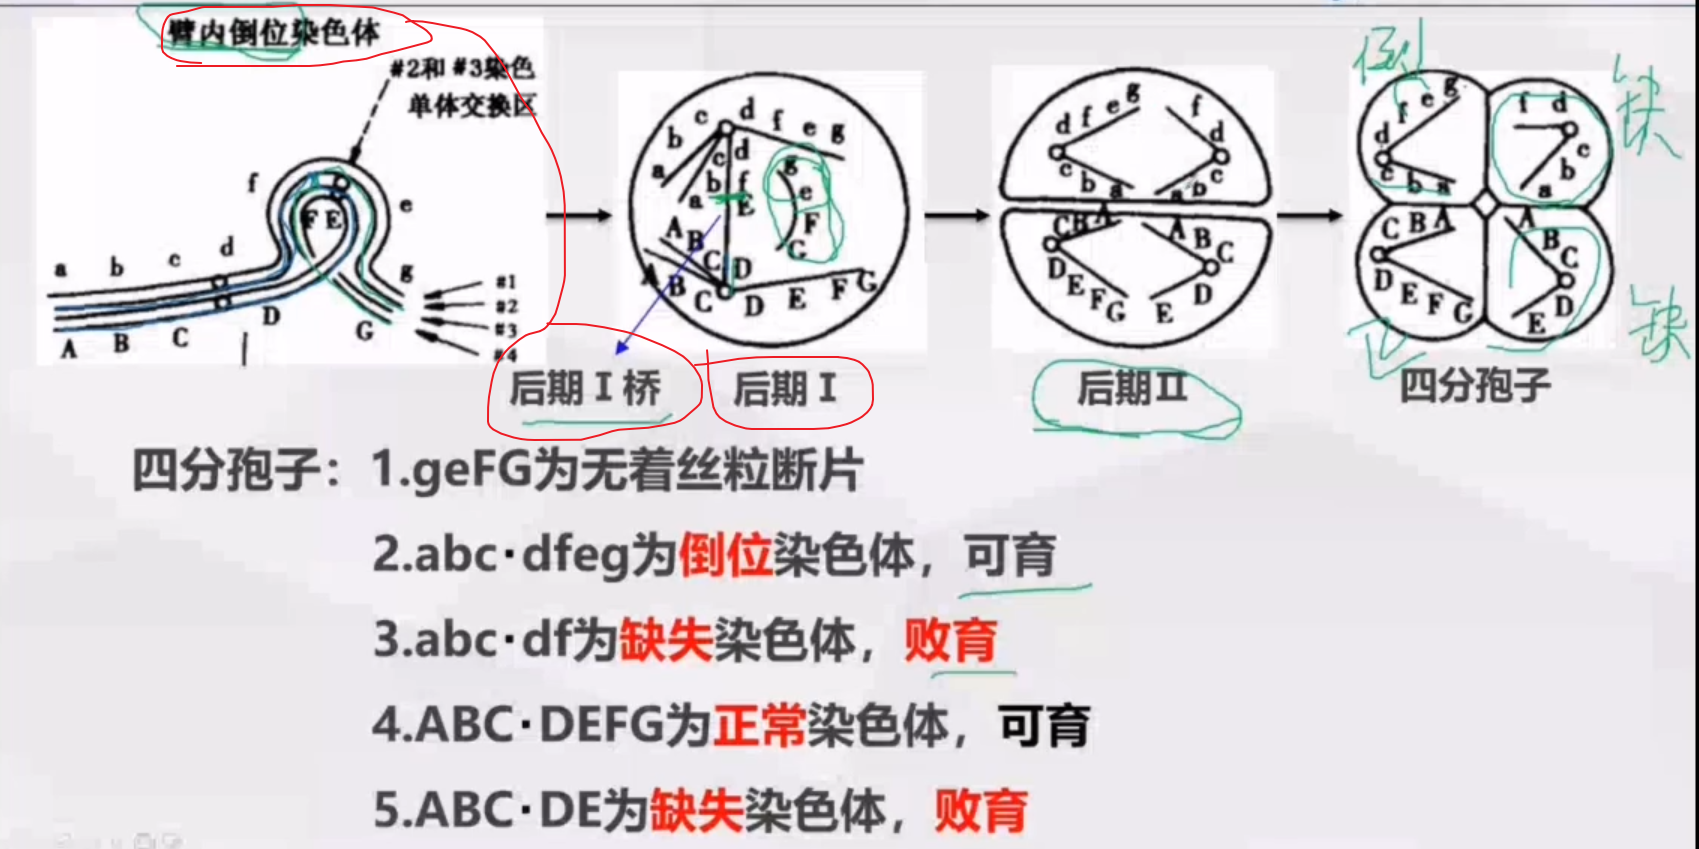 臂内倒位染色体
#2和#3染色
单体交换区
f
e
F E
a b c d
g
#1
#2
#3
#4
A B C D G
c d f e g
b
a
c d
b f
a E
g
e
F
G
A B C D
A B C D E F G
d f e g
c b a
f d
c b a
C B A
D E F G
A B C
D E
倒
d f e g
c b a
f d
c b a
缺
C B A
D E F G
A B C
D E
正
缺
后期Ⅰ桥
后期Ⅰ
后期Ⅱ
四分孢子
四分孢子：1.geFG为无着丝粒断片
2.abc·dfeg为倒位染色体，可育
3.abc·df为缺失染色体，败育
4.ABC·DEFG为正常染色体，可育
5.ABC·DE为缺失染色体，败育